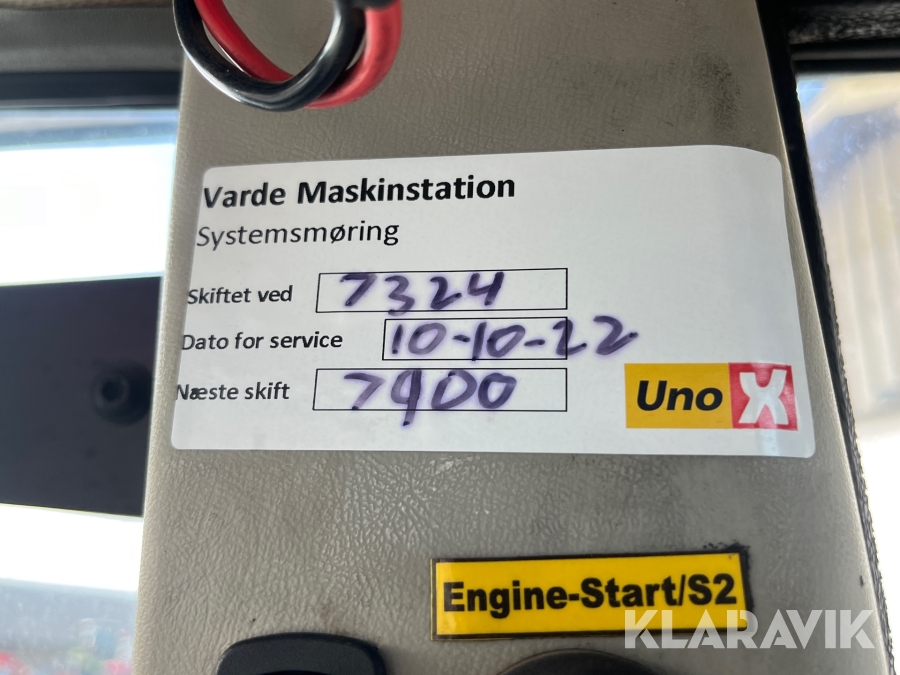 Varde Maskinstation
Systemsmøring
Skiftet ved 7324
Dato for service 10-10-22
Næste skift 7900
Uno X
Engine-Start/S2
KLARAVIK